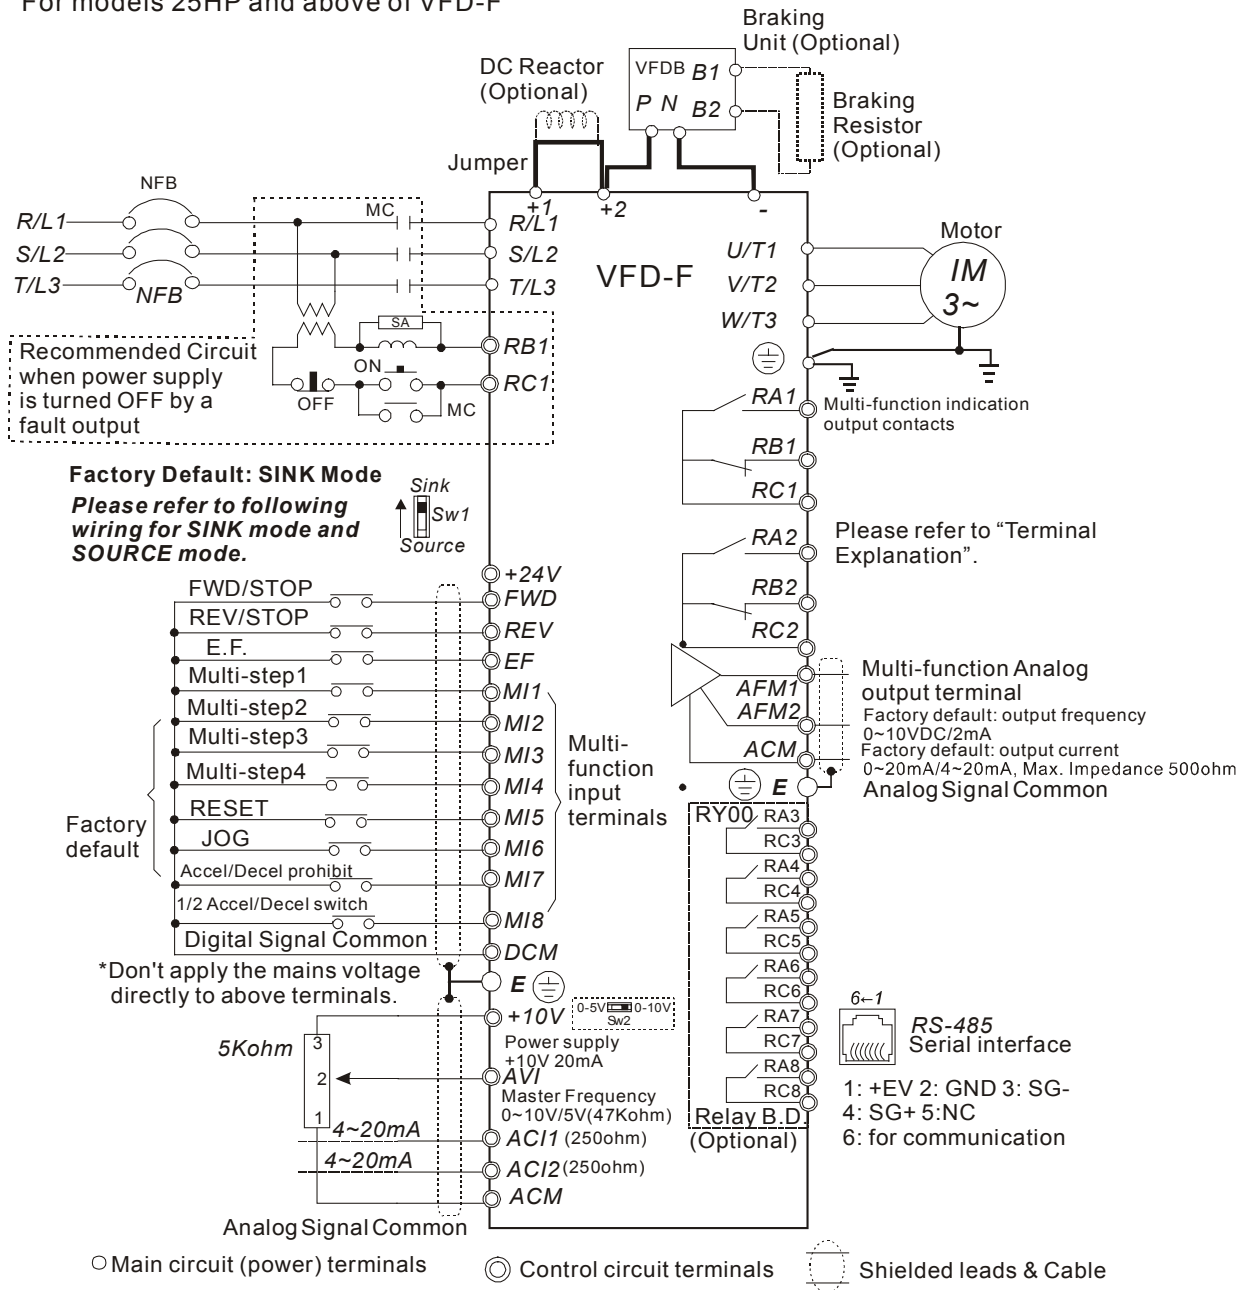 For models 25HP and above of VFD-F
Braking
Unit (Optional)
DC Reactor
(Optional)
VFDB B1
P N B2
Braking
Resistor
(Optional)
Jumper
NFB
MC
+1
+2
-
R/L1
R/L1
S/L2
S/L2
T/L3
T/L3
NFB
VFD-F
U/T1
V/T2
W/T3
Motor
IM
3~
SA
RB1
ON
RC1
OFF
MC
Recommended Circuit
when power supply
is turned OFF by a
fault output
RA1
Multi-function indication
output contacts
RB1
RC1
Factory Default: SINK Mode
Please refer to following
wiring for SINK mode and
SOURCE mode.
Sink
Sw1
Source
RA2
Please refer to “Terminal
Explanation”.
RB2
RC2
+24V
FWD/STOP
FWD
REV/STOP
REV
E.F.
EF
Multi-step1
MI1
Multi-step2
MI2
Multi-step3
MI3
Multi-step4
MI4
RESET
MI5
JOG
MI6
Accel/Decel prohibit
MI7
1/2 Accel/Decel switch
MI8
Digital Signal Common
DCM
Factory
default
Multi-
function
input
terminals
AFM1
AFM2
ACM
E
Multi-function Analog
output terminal
Factory default: output frequency
0~10VDC/2mA
Factory default: output current
0~20mA/4~20mA, Max. Impedance 500ohm
Analog Signal Common
*Don't apply the mains voltage
directly to above terminals.
E
RY00
RA3
RC3
RA4
RC4
RA5
RC5
RA6
RC6
RA7
RC7
RA8
RC8
Relay B.D.
(Optional)
+10V
0-5V 0-10V
Sw2
5Kohm
3
2
1
Power supply
+10V 20mA
AVI
Master Frequency
0~10V/5V(47Kohm)
4~20mA
ACI1 (250ohm)
4~20mA
ACI2 (250ohm)
ACM
Analog Signal Common
6←1
RS-485
Serial interface
1: +EV 2: GND 3: SG-
4: SG+ 5:NC
6: for communication
Main circuit (power) terminals
Control circuit terminals
Shielded leads & Cable